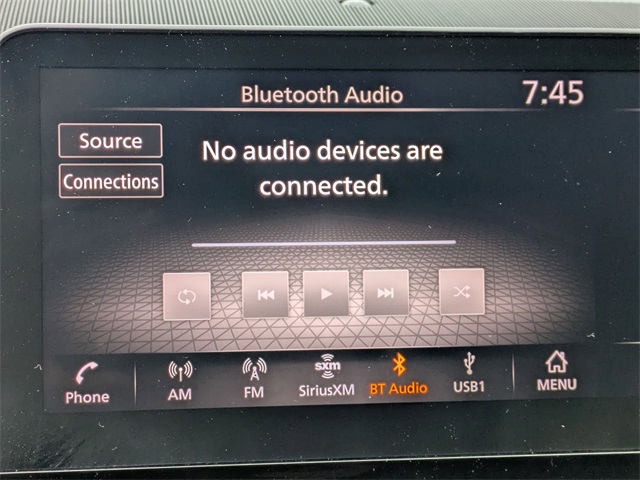 Bluetooth Audio
7:45
Source
Connections
No audio devices are
connected.
Phone
AM
FM
sxm
SiriusXM
BT Audio
USB1
MENU